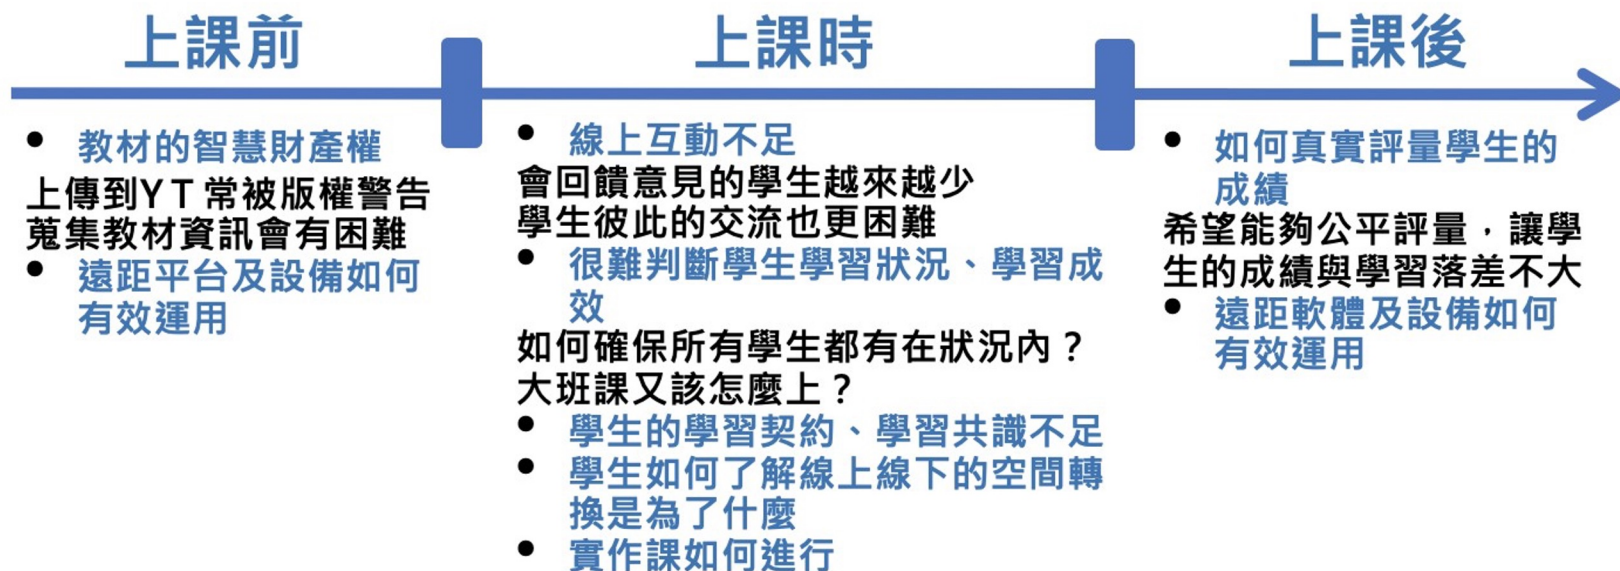 上課前
• 教材的智慧財產權
上傳到YT常被版權警告
蒐集教材資訊會有困難
• 遠距平台及設備如何
有效運用
上課時
• 線上互動不足
會回饋意見的學生越來越少
學生彼此的交流也更困難
• 很難判斷學生學習狀況、學習成
效
如何確保所有學生都有在狀況內？
大班課又該怎麼上？
• 學生的學習契約、學習共識不足
• 學生如何了解線上線下的空間轉
換是為了什麼
• 實作課如何進行
上課後
• 如何真實評量學生的
成績
希望能夠公平評量，讓學
生的成績與學習落差不大
• 遠距軟體及設備如何
有效運用